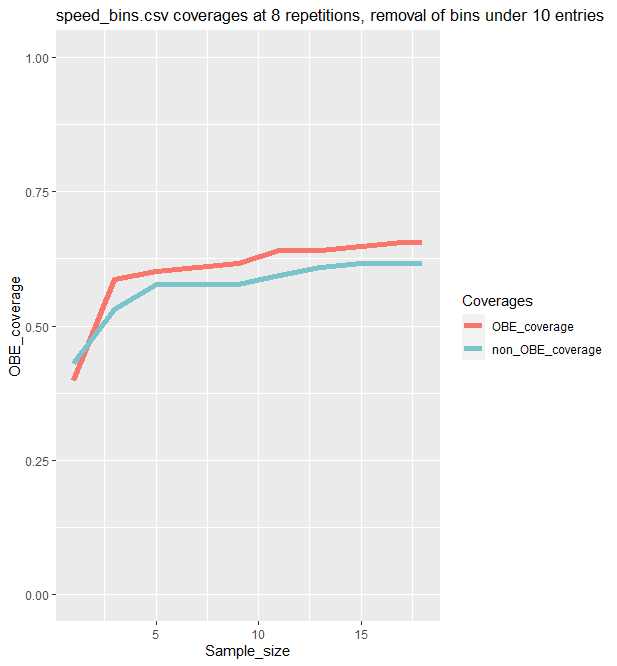 speed_bins.csv coverages at 8 repetitions, removal of bins under 10 entries
1.00
0.75
0.50
0.25
0.00
OBE_coverage
5 10 15
Sample_size
Coverages
OBE_coverage
non_OBE_coverage